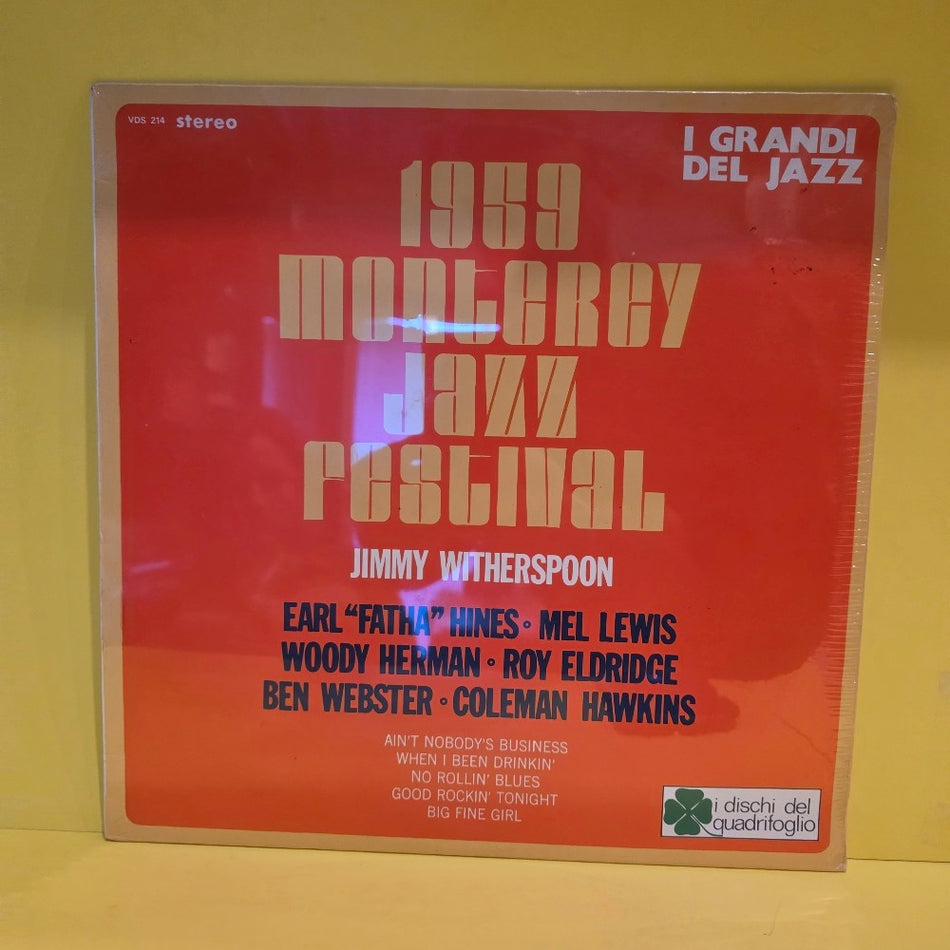 VDS 214 stereo
I GRANDI
DEL JAZZ
1959
monterey
jazz
festival
JIMMY WITHERSPOON
EARL “FATHA” HINES ∘ MEL LEWIS
WOODY HERMAN ∘ ROY ELDRIDGE
BEN WEBSTER ∘ COLEMAN HAWKINS
AIN'T NOBODY'S BUSINESS
WHEN I BEEN DRINKIN'
NO ROLLIN' BLUES
GOOD ROCKIN' TONIGHT
BIG FINE GIRL
i dischi del
quadrifoglio